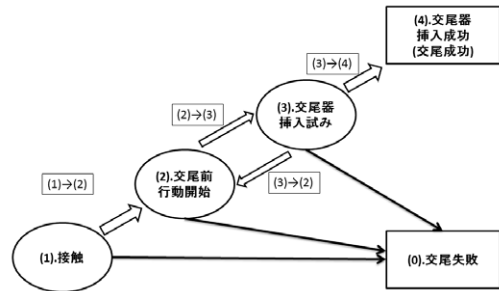 (4).交尾器
挿入成功
(交尾成功)
(3)→(4)
(3).交尾器
挿入試み
(2)→(3)
(2).交尾前
行動開始
(3)→(2)
(1)→(2)
(1).接触
(0).交尾失敗